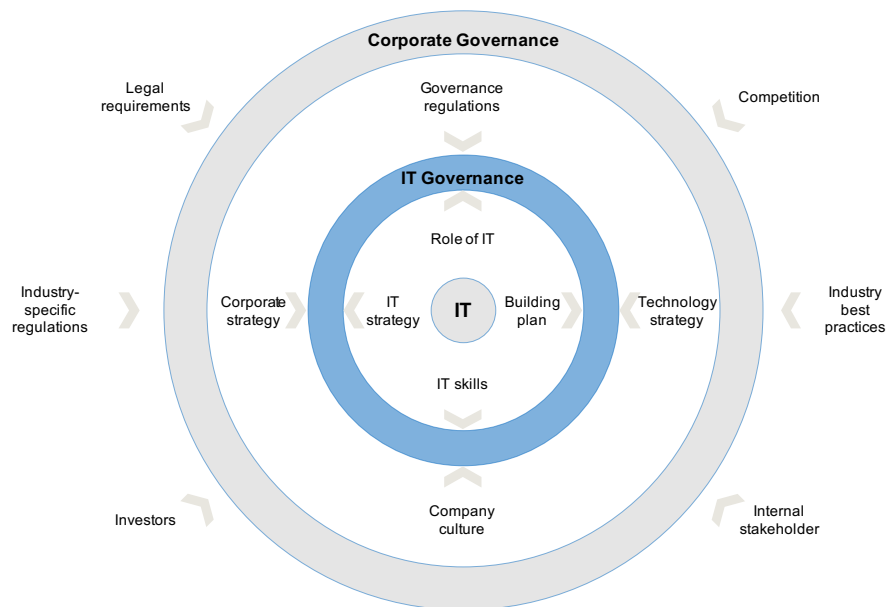 Corporate Governance
Legal
requirements
Governance
regulations
Competition
IT Governance
Role of IT
Industry-
specific
regulations
Corporate
strategy
IT
strategy
IT
Building
plan
Technology
strategy
Industry
best
practices
IT skills
Investors
Company
culture
Internal
stakeholder